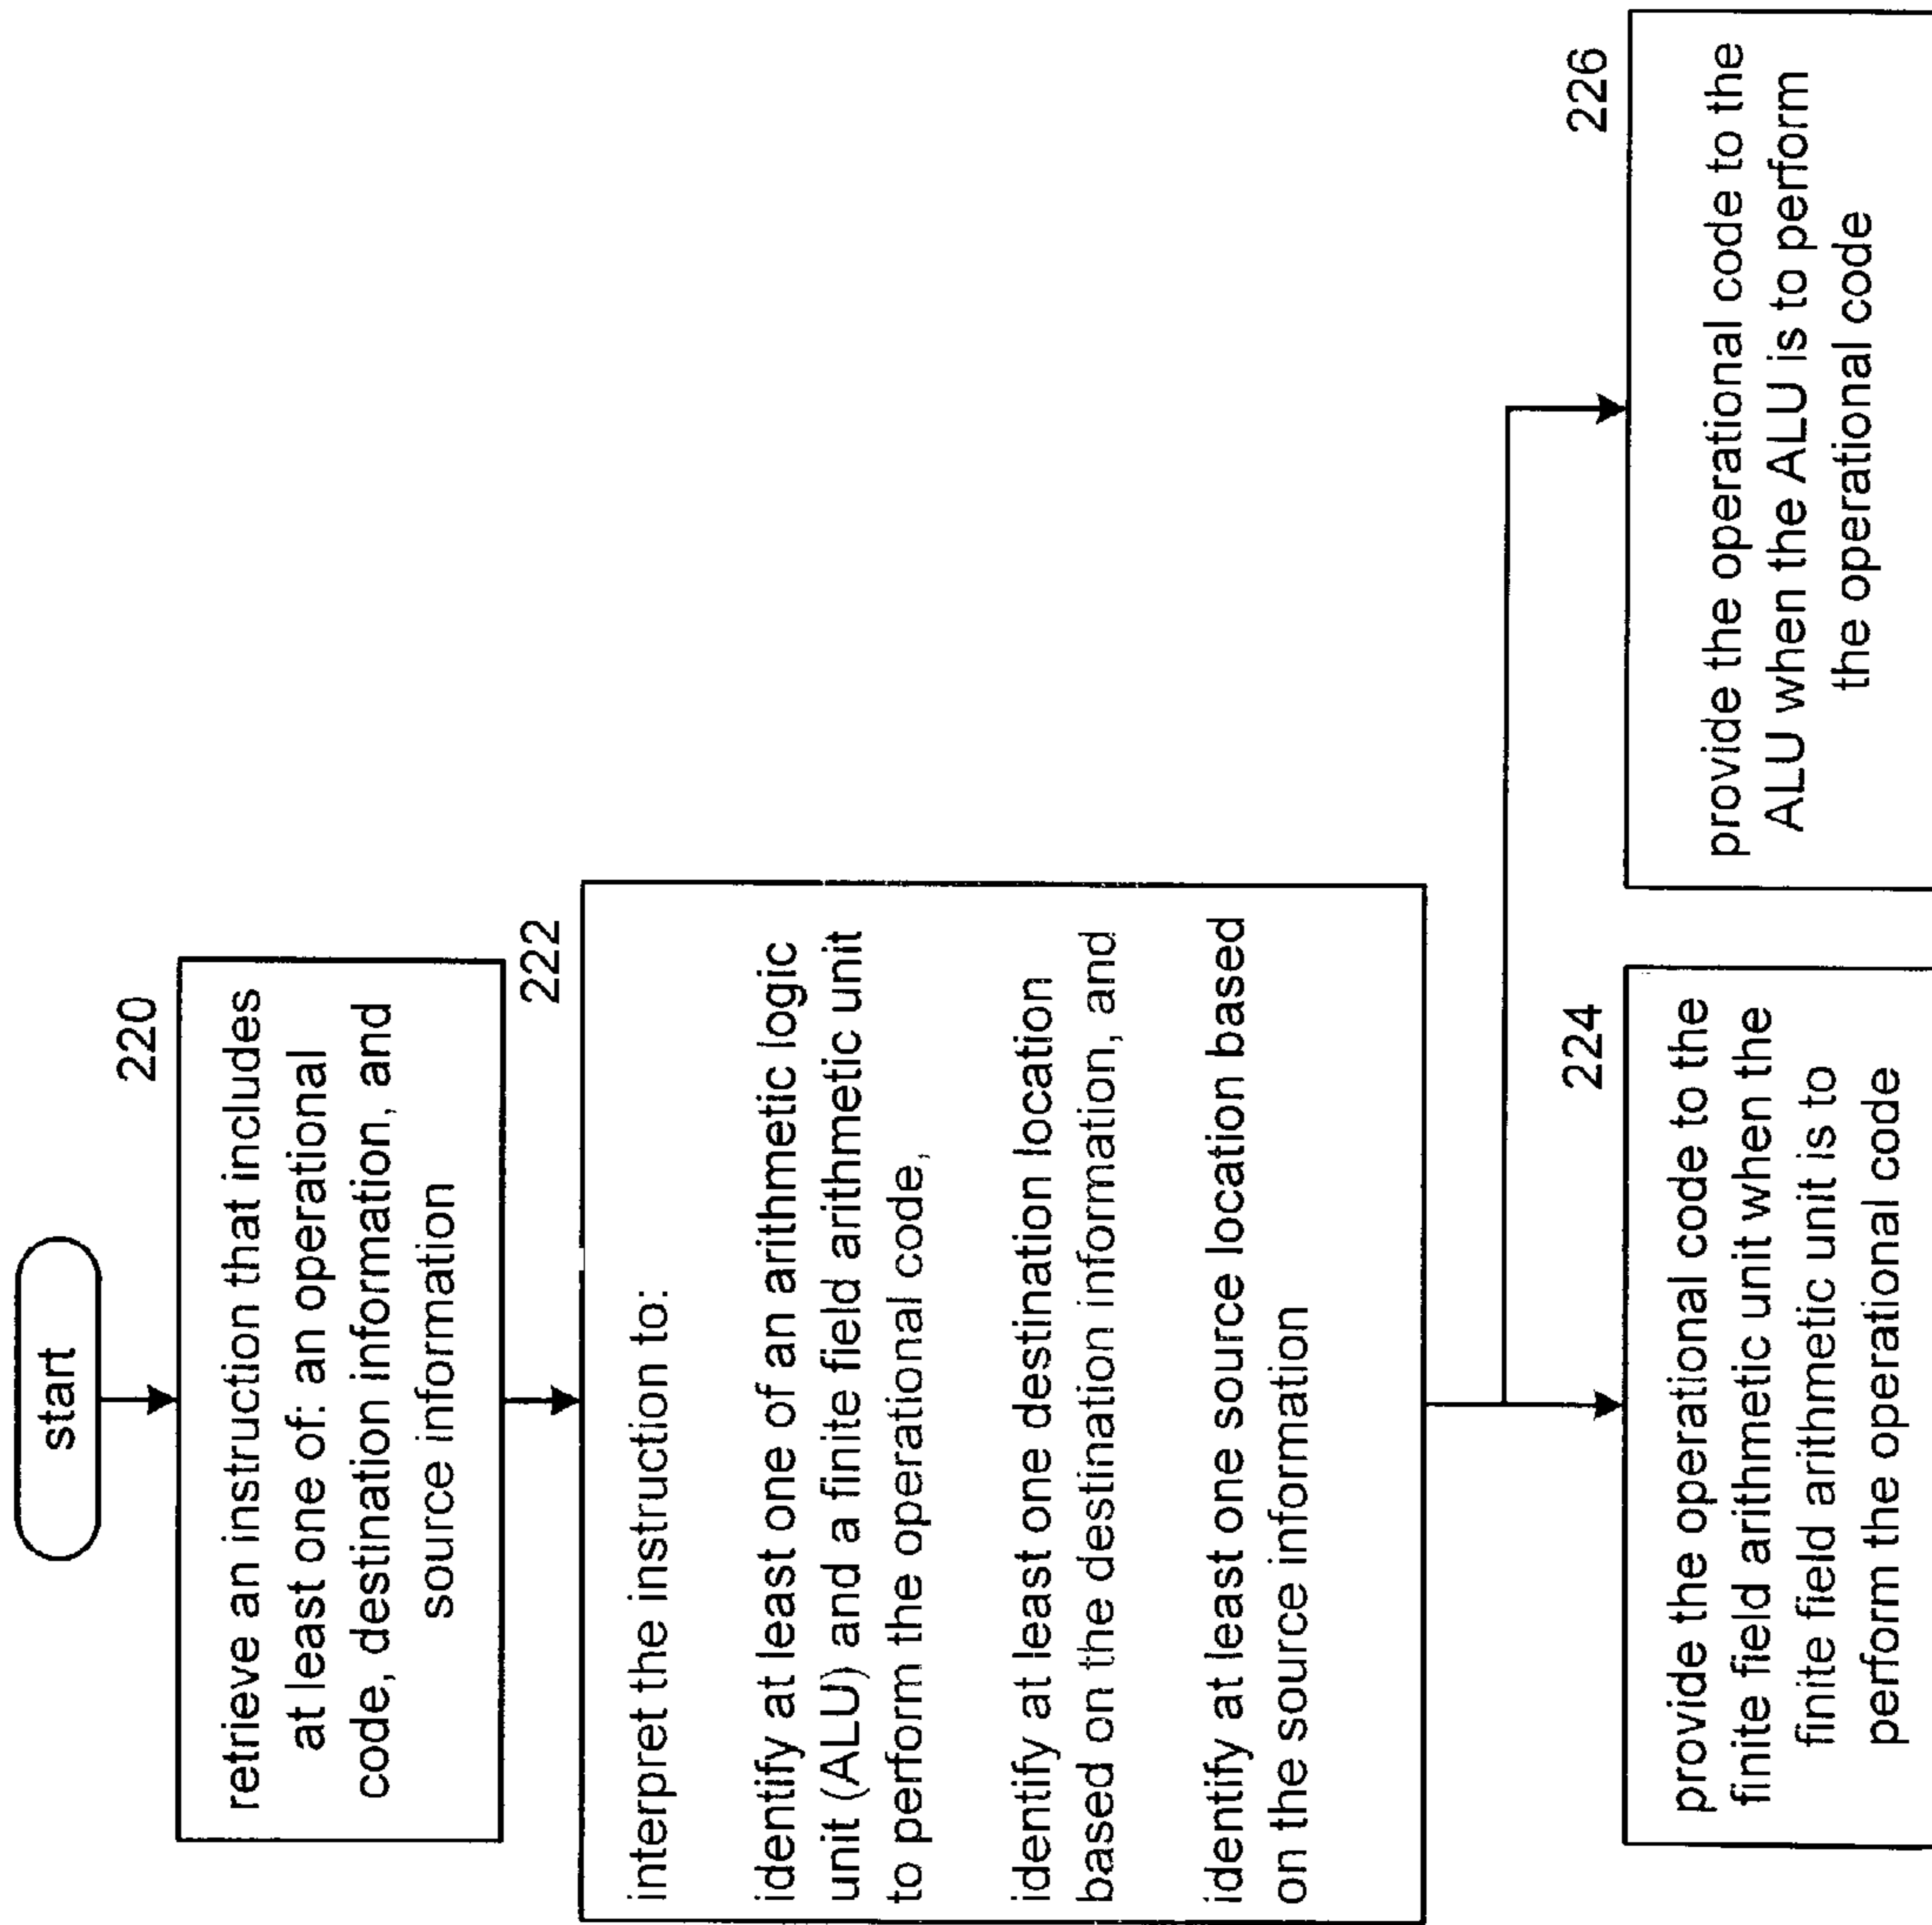 start
220
retrieve an instruction that includes
at least one of: an operational
code, destination information, and
source information
222
interpret the instruction to:
identify at least one of an arithmetic logic
unit (ALU) and a finite field arithmetic unit
to perform the operational code,
identify at least one destination location
based on the destination information, and
identify at least one source location based
on the source information
224
provide the operational code to the
finite field arithmetic unit when the
finite field arithmetic unit is to
perform the operational code
226
provide the operational code to the
ALU when the ALU is to perform
the operational code